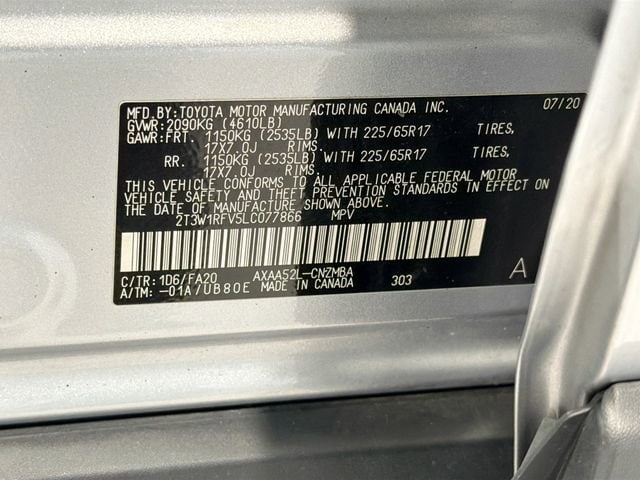 MFD.BY:TOYOTA MOTOR MANUFACTURING CANADA INC. 07/20
GVWR:2090KG (4610LB)
GAWR:FRT. 1150KG (2535LB) WITH 225/65R17 TIRES,
17X7.0J RIMS.
RR. 1150KG (2535LB) WITH 225/65R17 TIRES,
17X7.0J RIMS.
THIS VEHICLE CONFORMS TO ALL APPLICABLE FEDERAL MOTOR
VEHICLE SAFETY AND THEFT PREVENTION STANDARDS IN EFFECT ON
THE DATE OF MANUFACTURE SHOWN ABOVE.
2T3W1RFV5LC077866 MPV
C/TR:1D6/FA20 AXAA52L-CNZMBA A
A/TM:-01A/UB80E MADE IN CANADA 303